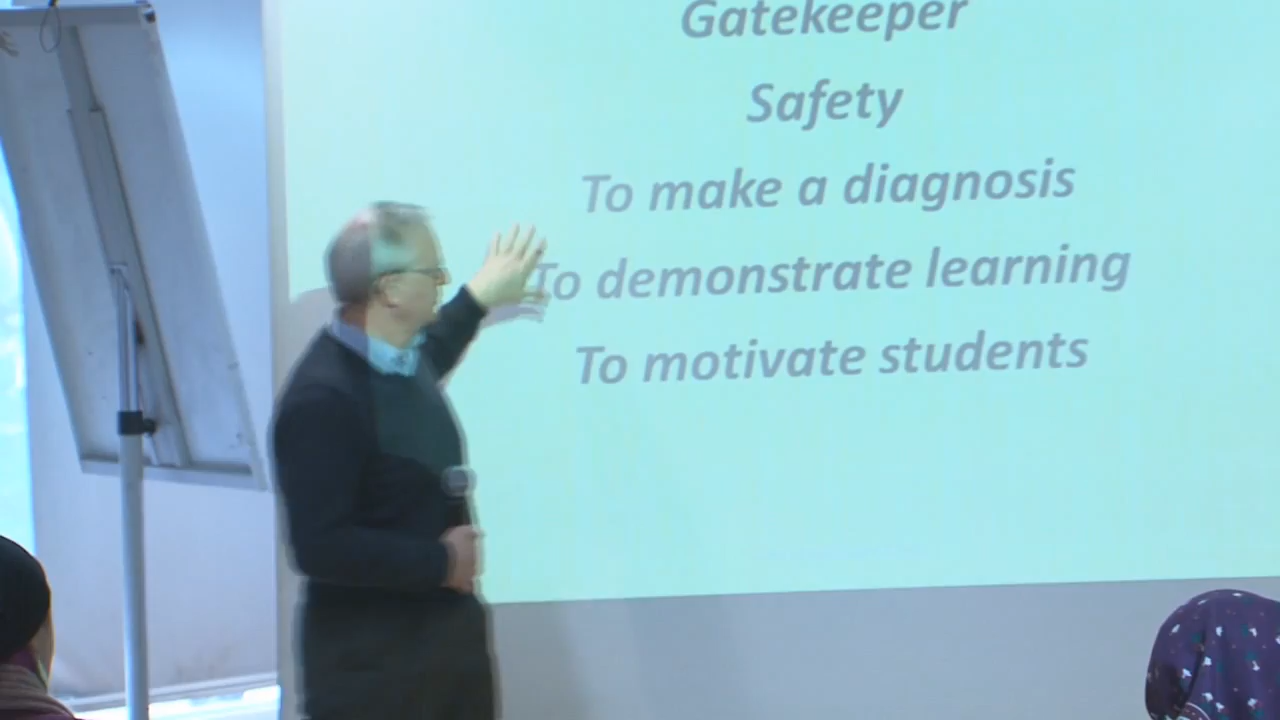 Gatekeeper
Safety
To make a diagnosis
To demonstrate learning
To motivate students